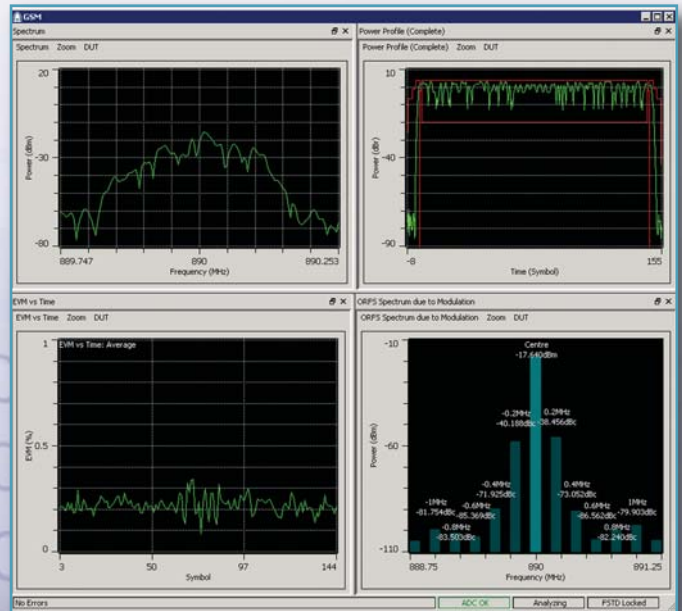 GSM
Spectrum
Spectrum Zoom DUT
20
-30
-80
Power (dBm)
889.747
890
890.253
Frequency (MHz)
Power Profile (Complete)
Power Profile (Complete) Zoom DUT
10
-40
-90
Power (dBr)
-8
155
Time (Symbol)
EVM vs Time
EVM vs Time Zoom DUT
EVM vs Time: Average
1
0.5
0
EVM (%)
3
50
97
144
Symbol
ORFS Spectrum due to Modulation
ORFS Spectrum due to Modulation Zoom DUT
-10
-60
-110
Power (dBm)
Centre
-17.640dBm
-0.2MHz
-40.188dBc
0.2MHz
-38.456dBc
-0.4MHz
-71.925dBc
0.4MHz
-73.052dBc
-1MHz
-81.754dBc
-0.6MHz
-85.369dBc
0.6MHz
-86.562dBc
1MHz
-79.903dBc
-0.8MHz
-83.503dBc
0.8MHz
-82.240dBc
888.75
890
891.25
Frequency (MHz)
No Errors
ADC OK
Analyzing
FSTD Locked